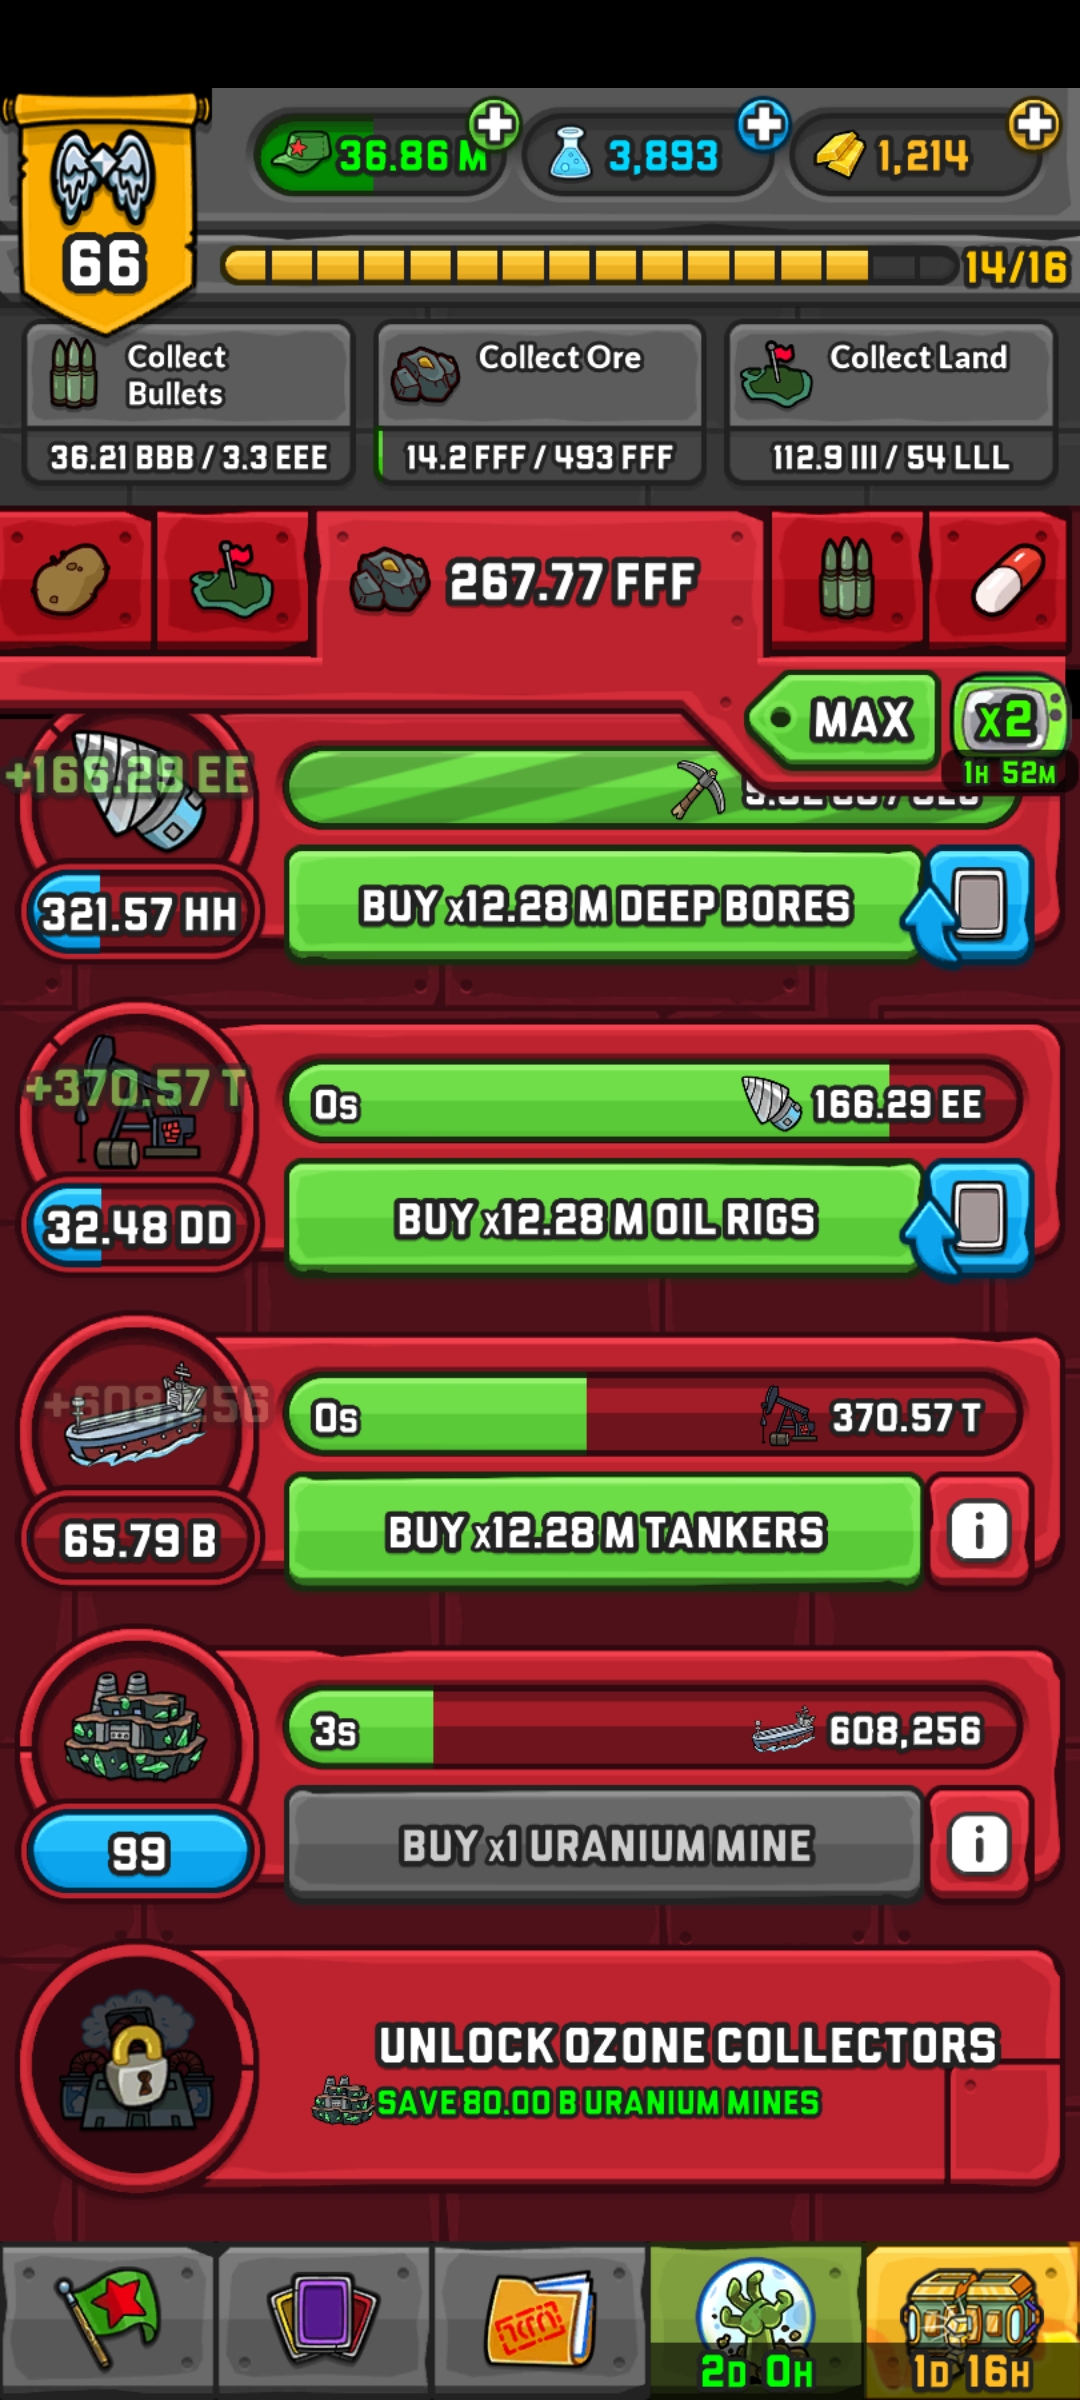 36.86 M
3,893
1,214
66
14/16
Collect
Bullets
36.21 BBB / 3.3 EEE
Collect Ore
14.2 FFF / 493 FFF
Collect Land
112.9 III / 54 LLL
267.77 FFF
MAX
x2
1H 52M
+166.29 EE
321.57 HH
BUY x12.28 M DEEP BORES
+370.57 T
0s
166.29 EE
32.48 DD
BUY x12.28 M OIL RIGS
+608,256
0s
370.57 T
65.79 B
BUY x12.28 M TANKERS
i
3s
608,256
99
BUY x1 URANIUM MINE
i
UNLOCK OZONE COLLECTORS
SAVE 80.00 B URANIUM MINES
2D 0H
1D 16H